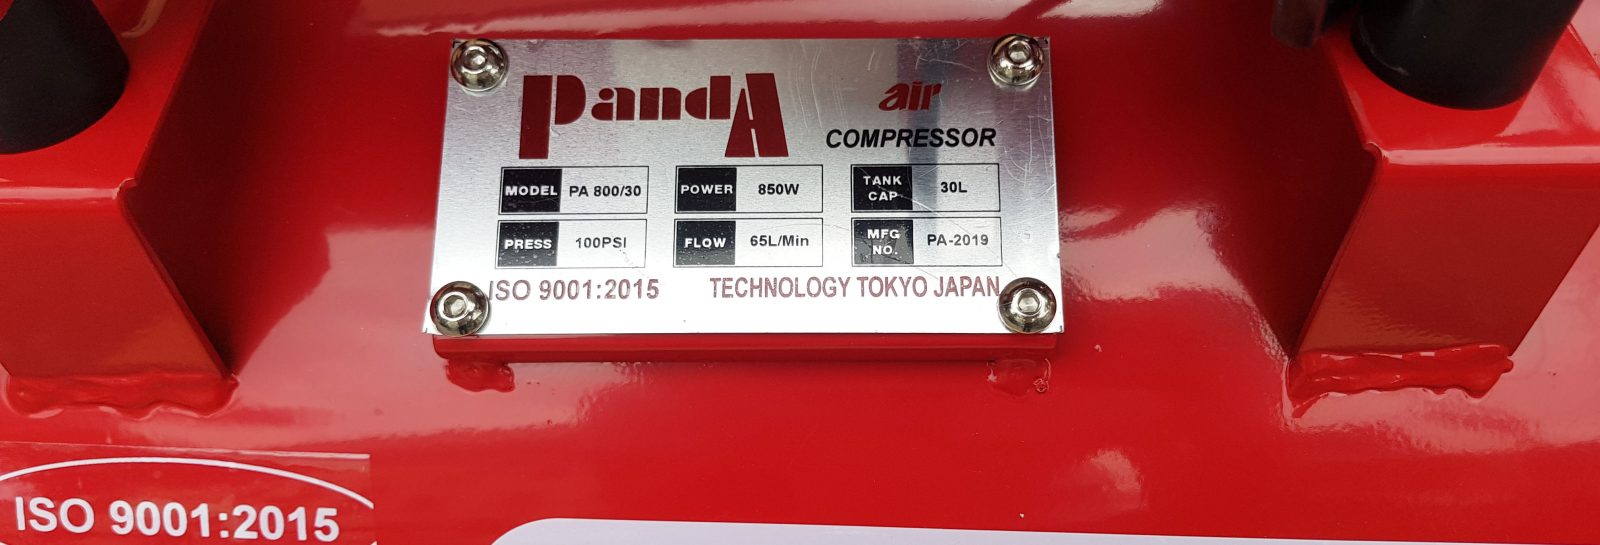 PandA air
COMPRESSOR
MODEL PA 800/30 POWER 850W TANK CAP 30L
PRESS 100PSI FLOW 65L/Min MFG NO. PA-2019
ISO 9001:2015 TECHNOLOGY TOKYO JAPAN
ISO 9001:2015